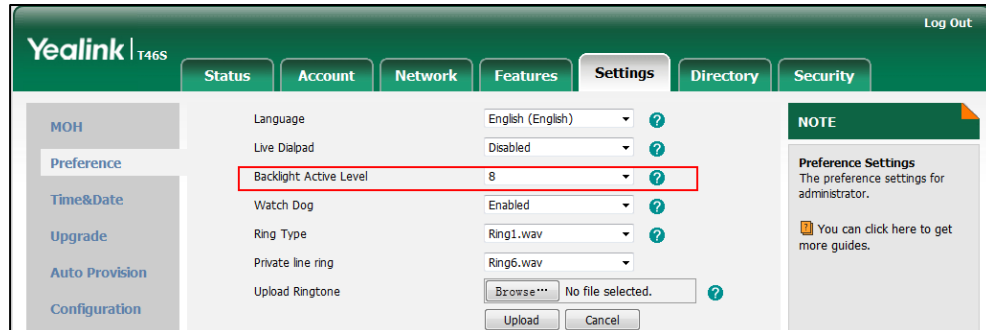 Log Out
Yealink T46S
Status Account Network Features Settings Directory Security
MOH
Preference
Time&Date
Upgrade
Auto Provision
Configuration
Language English (English) ?
Live Dialpad Disabled ?
Backlight Active Level 8 ?
Watch Dog Enabled ?
Ring Type Ring1.wav ?
Private line ring Ring6.wav
Upload Ringtone Browse... No file selected. ?
Upload Cancel
NOTE
Preference Settings
The preference settings for
administrator.
? You can click here to get
more guides.